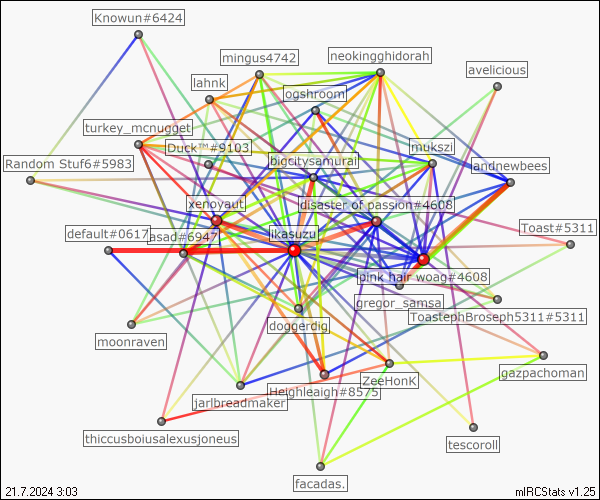 Knowun#6424
mingus4742
neokingghidorah
avelicious
lahnk
ogshroom
turkey_mcnugget
Duck™#9103
mukszi
Random Stuf6#5983
bigcitysamurai
landnewbees
xenoyaut
disaster of passion#4608
default#0617
asad#6947
ikasuzu
Toast#5311
pink hair woag#4608
gregor_samsa
ToastephBroseph5311#5311
moonraven
doggerdig
gazpachoman
ZeeHonK
Heighleaigh#8575
jarlbreadmaker
thiccusboiusalexusjoneus
tescoroll
facadas.
21.7.2024 3:03
mIRCStats v1.25